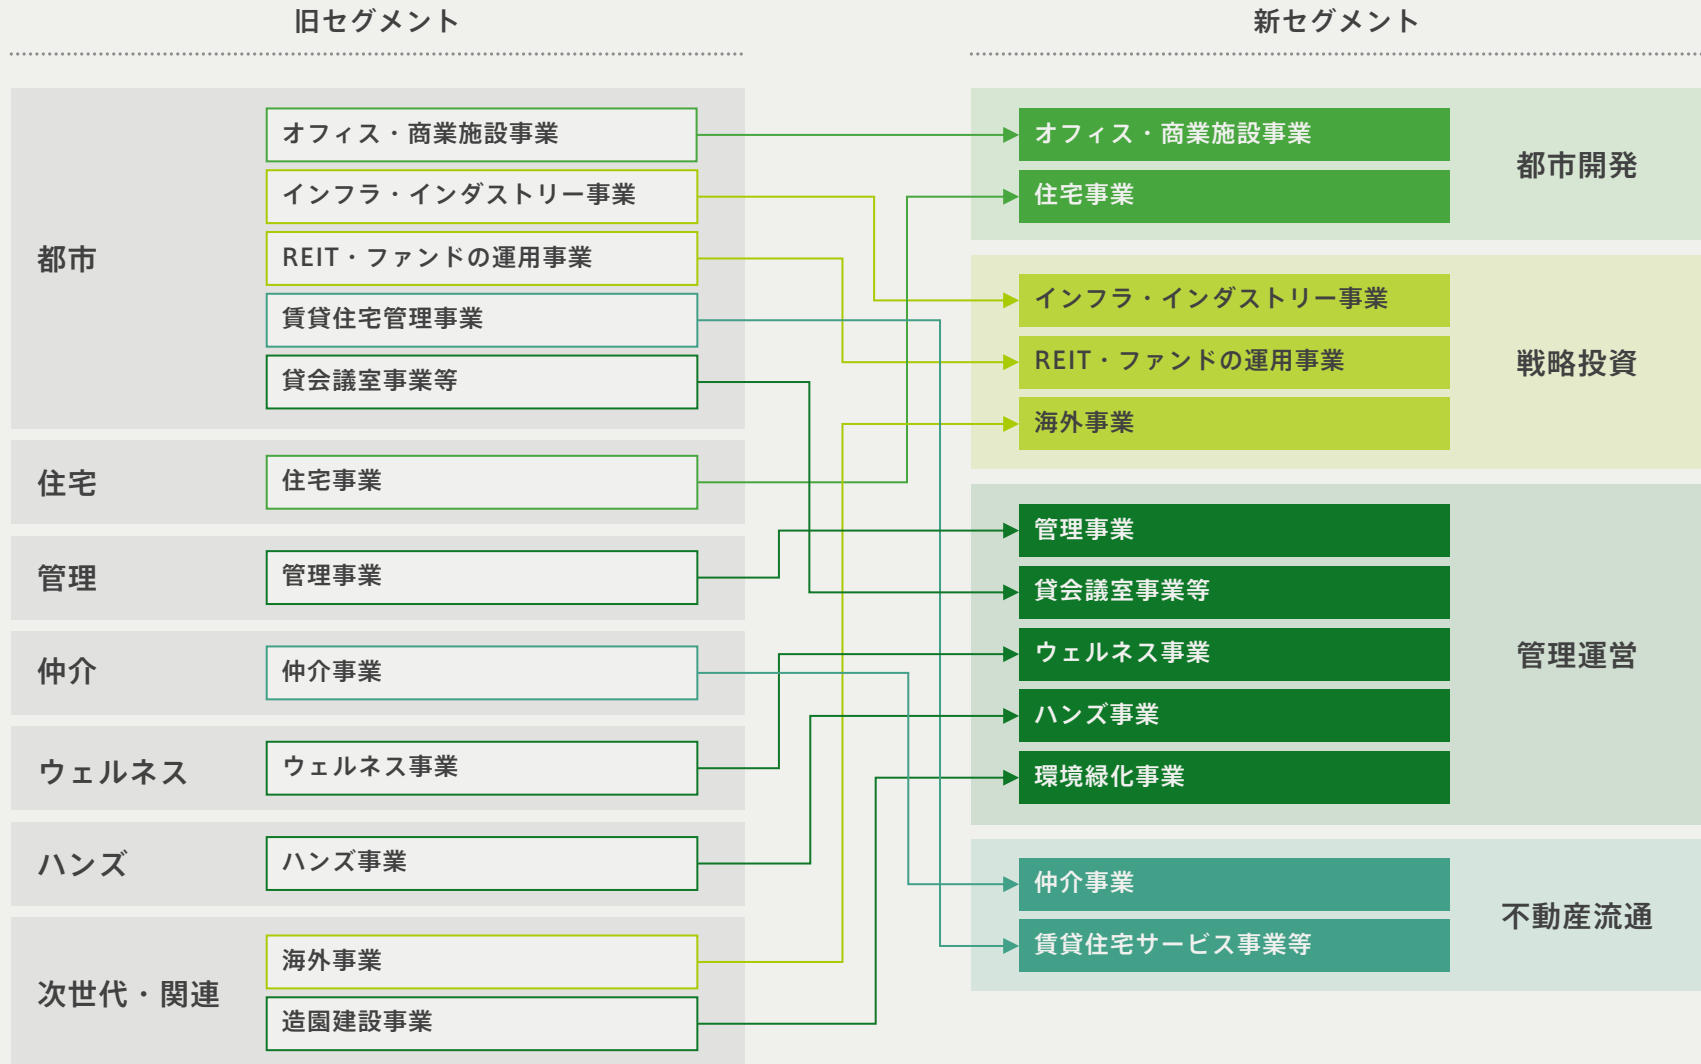 旧セグメント
都市
オフィス・商業施設事業
インフラ・インダストリー事業
REIT・ファンドの運用事業
賃貸住宅管理事業
貸会議室事業等
住宅
住宅事業
管理
管理事業
仲介
仲介事業
ウェルネス
ウェルネス事業
ハンズ
ハンズ事業
次世代・関連
海外事業
造園建設事業
新セグメント
オフィス・商業施設事業
住宅事業
都市開発
インフラ・インダストリー事業
REIT・ファンドの運用事業
海外事業
戦略投資
管理事業
貸会議室事業等
ウェルネス事業
ハンズ事業
環境緑化事業
管理運営
仲介事業
賃貸住宅サービス事業等
不動産流通